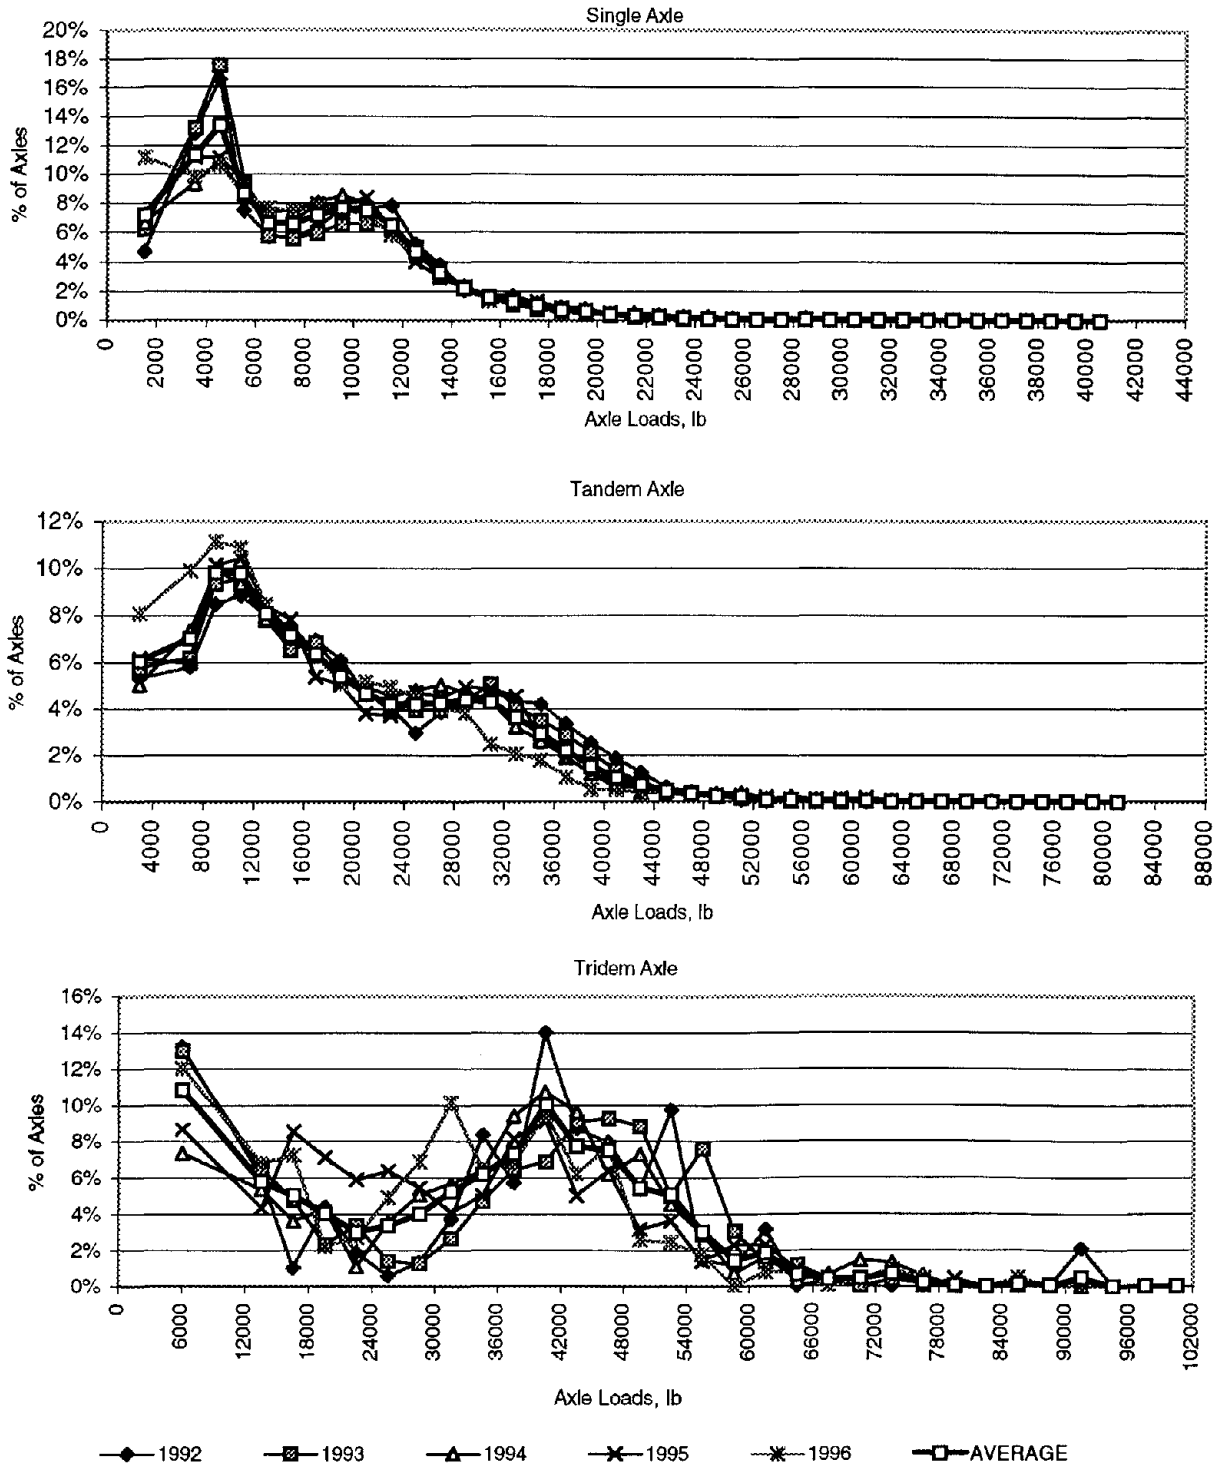 Single Axle
20%
18%
16%
14%
12%
10%
8%
6%
4%
2%
0%
% of Axles
0 2000 4000 6000 8000 10000 12000 14000 16000 18000 20000 22000 24000 26000 28000 30000 32000 34000 36000 38000 40000 42000 44000
Axle Loads, lb
Tandem Axle
12%
10%
8%
6%
4%
2%
0%
% of Axles
0 4000 8000 12000 16000 20000 24000 28000 32000 36000 40000 44000 48000 52000 56000 60000 64000 68000 72000 76000 80000 84000 88000
Axle Loads, lb
Tridem Axle
16%
14%
12%
10%
8%
6%
4%
2%
0%
% of Axles
0 6000 12000 18000 24000 30000 36000 42000 48000 54000 60000 66000 72000 78000 84000 90000 96000 102000
Axle Loads, lb
1992 1993 1994 1995 1996 AVERAGE